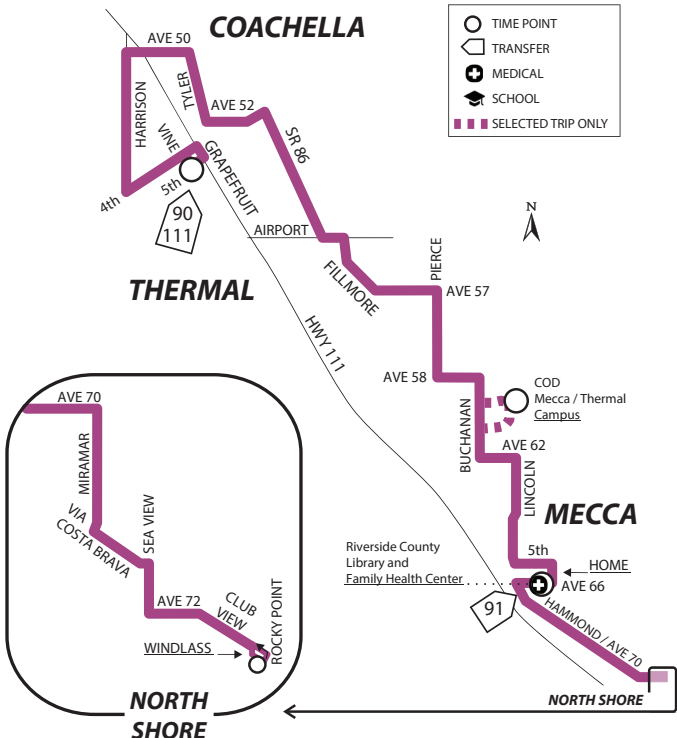 COACHELLA
TIME POINT
TRANSFER
MEDICAL
SCHOOL
SELECTED TRIP ONLY
AVE 50
TYLER
HARRISON
AVE 52
SR 86
VINE
GRAPEFRUIT
5th
4th
90
111
AIRPORT
N
THERMAL
FILLMORE
PIERCE
AVE 57
HWY 111
AVE 58
COD
Mecca / Thermal
Campus
BUCHANAN
AVE 62
LINCOLN
MECCA
AVE 70
MIRAMAR
VIA
COSTA BRAVA
SEA VIEW
AVE 72
CLUB
VIEW
ROCKY POINT
WINDLASS
Riverside County
Library and
Family Health Center
5th
HOME
AVE 66
91
HAMMOND / AVE 70
NORTH SHORE
NORTH
SHORE